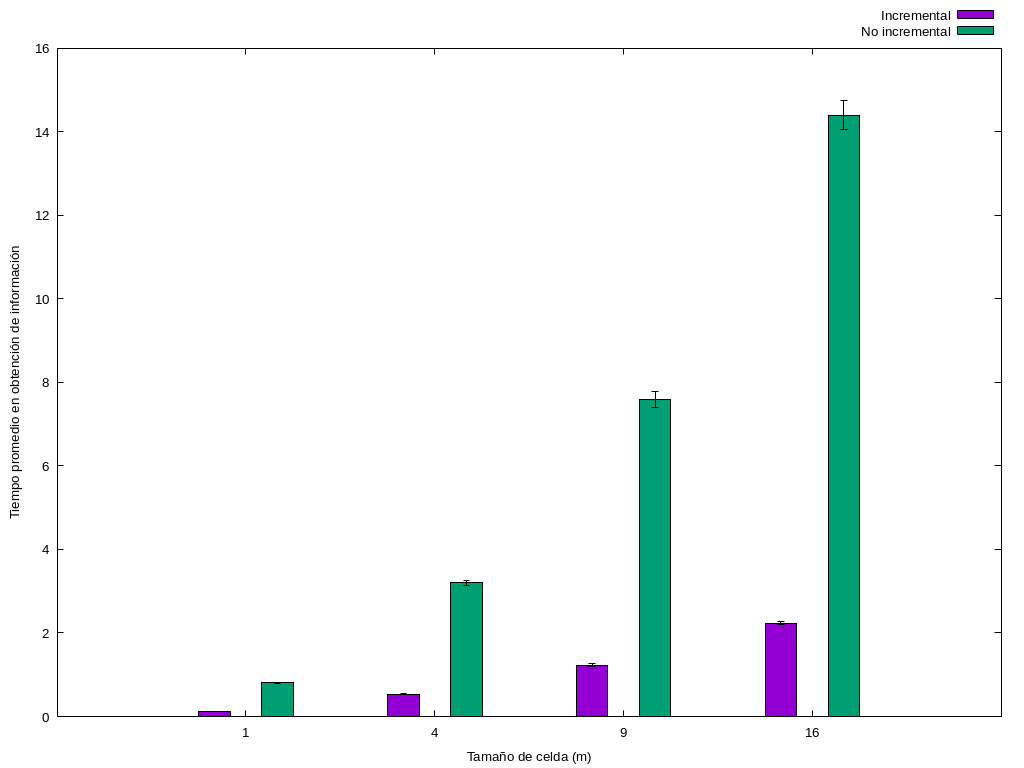 Incremental
No incremental
16
14
12
10
8
6
4
2
0
Tiempo promedio en obtención de información
1 4 9 16
Tamaño de celda (m)